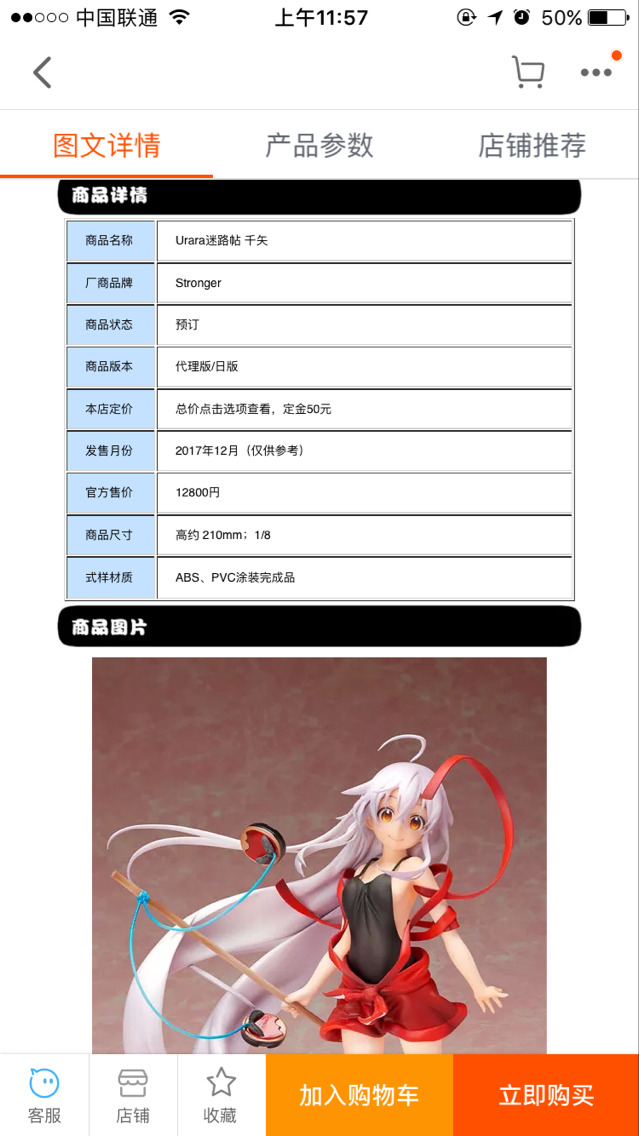 中国联通 上午11:57 50%
图文详情 产品参数 店铺推荐
商品详情
商品名称 Urara迷路帖 千矢
厂商品牌 Stronger
商品状态 预订
商品版本 代理版/日版
本店定价 总价点击选项查看，定金50元
发售月份 2017年12月（仅供参考）
官方售价 12800円
商品尺寸 高约 210mm；1/8
式样材质 ABS、PVC涂装完成品
商品图片
客服 店铺 收藏 加入购物车 立即购买